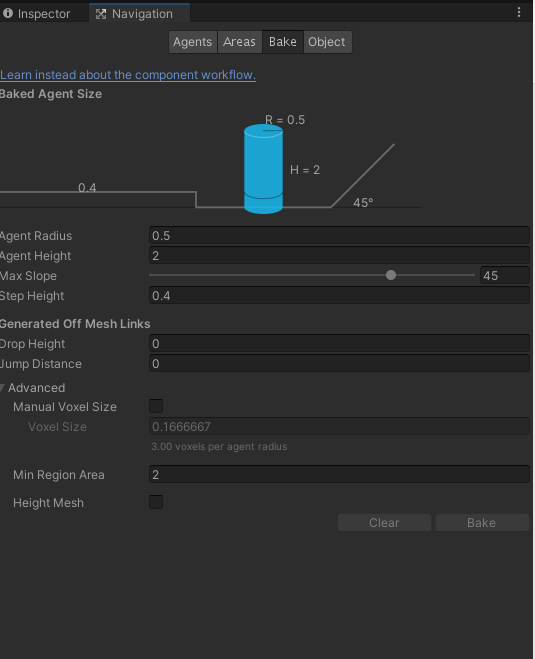 Inspector Navigation
Agents Areas Bake Object
Learn instead about the component workflow.
Baked Agent Size
R = 0.5
H = 2
0.4
45°
Agent Radius 0.5
Agent Height 2
Max Slope 45
Step Height 0.4
Generated Off Mesh Links
Drop Height 0
Jump Distance 0
Advanced
Manual Voxel Size
Voxel Size 0.1666667
3.00 voxels per agent radius
Min Region Area 2
Height Mesh
Clear Bake